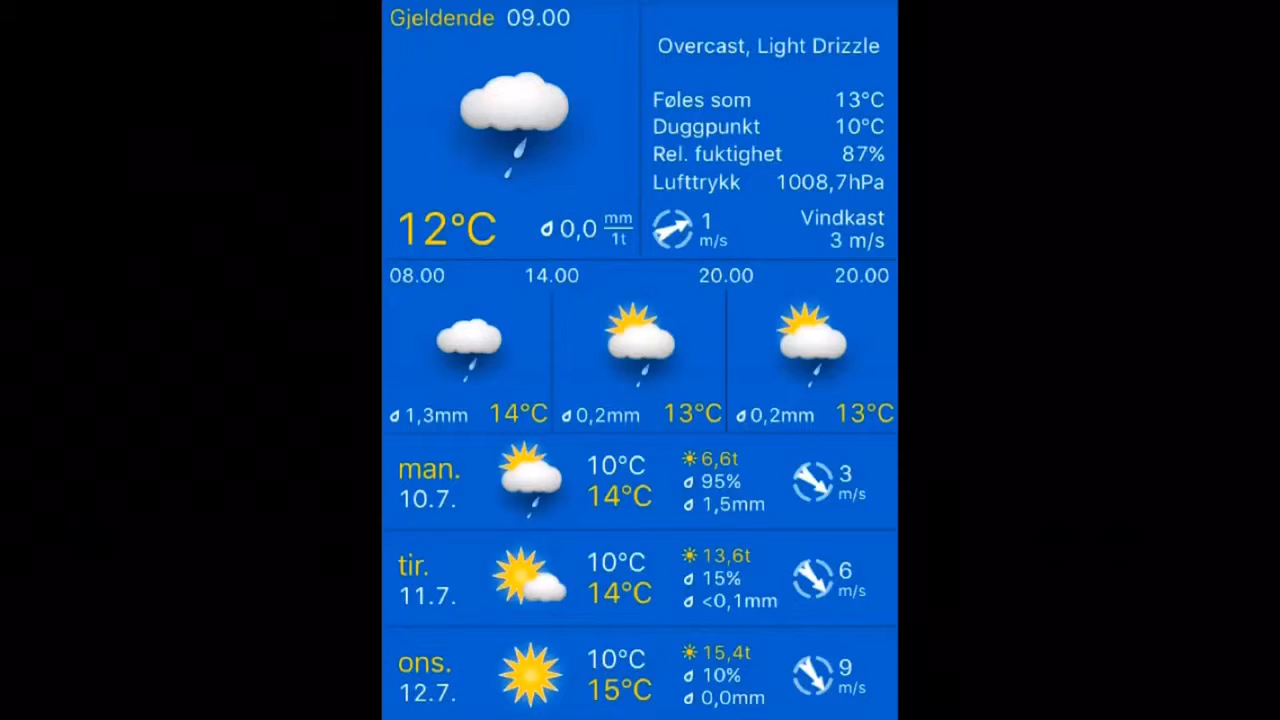 Gjeldende 09.00
Overcast, Light Drizzle
Føles som 13°C
Duggpunkt 10°C
Rel. fuktighet 87%
Lufttrykk 1008,7hPa
12°C 0,0 mm/1t
1 m/s
Vindkast
3 m/s
08.00 14.00 20.00 20.00
1,3mm 14°C 0,2mm 13°C 0,2mm 13°C
man.
10.7.
10°C
14°C
6,6t
95%
1,5mm
3
m/s
tir.
11.7.
10°C
14°C
13,6t
15%
<0,1mm
6
m/s
ons.
12.7.
10°C
15°C
15,4t
10%
0,0mm
9
m/s